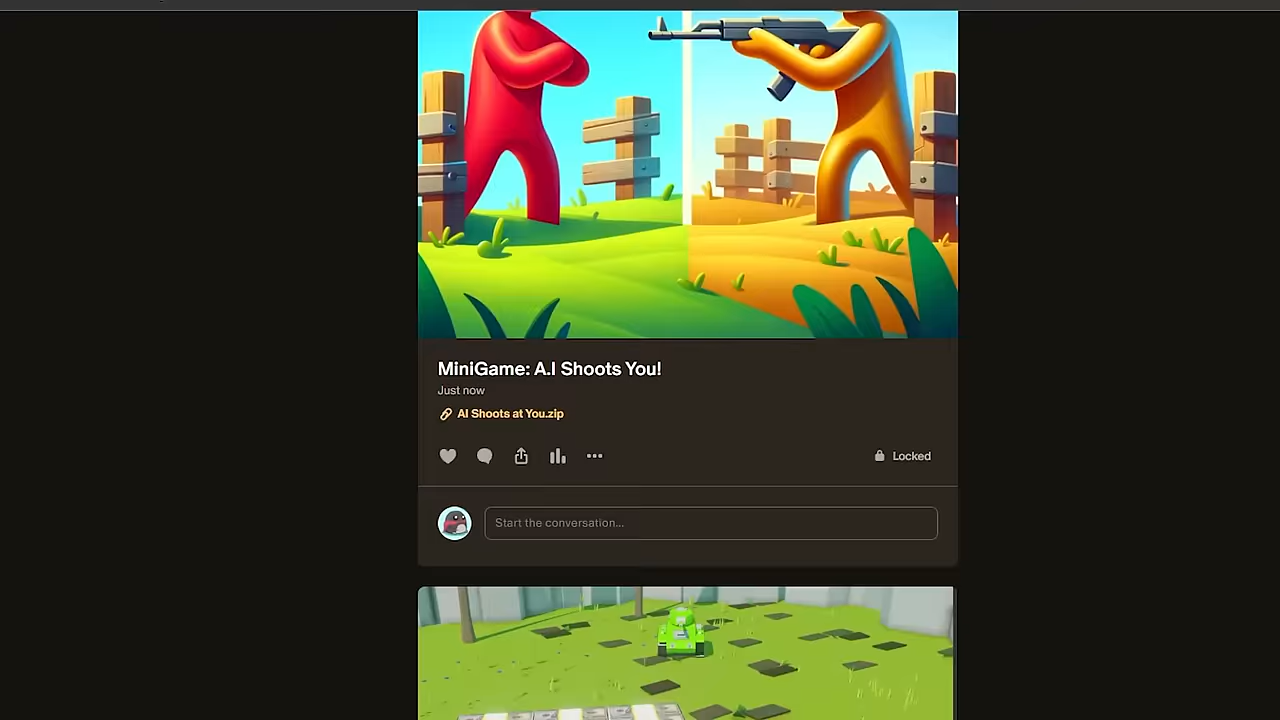 MiniGame: A.I Shoots You!
Just now
AI Shoots at You.zip
Locked
Start the conversation...